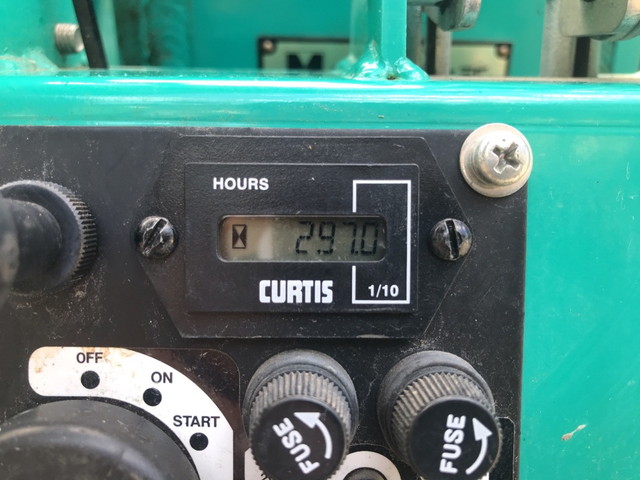 M
HOURS
297.0
CURTIS
1/10
OFF
ON
START
FUSE
FUSE